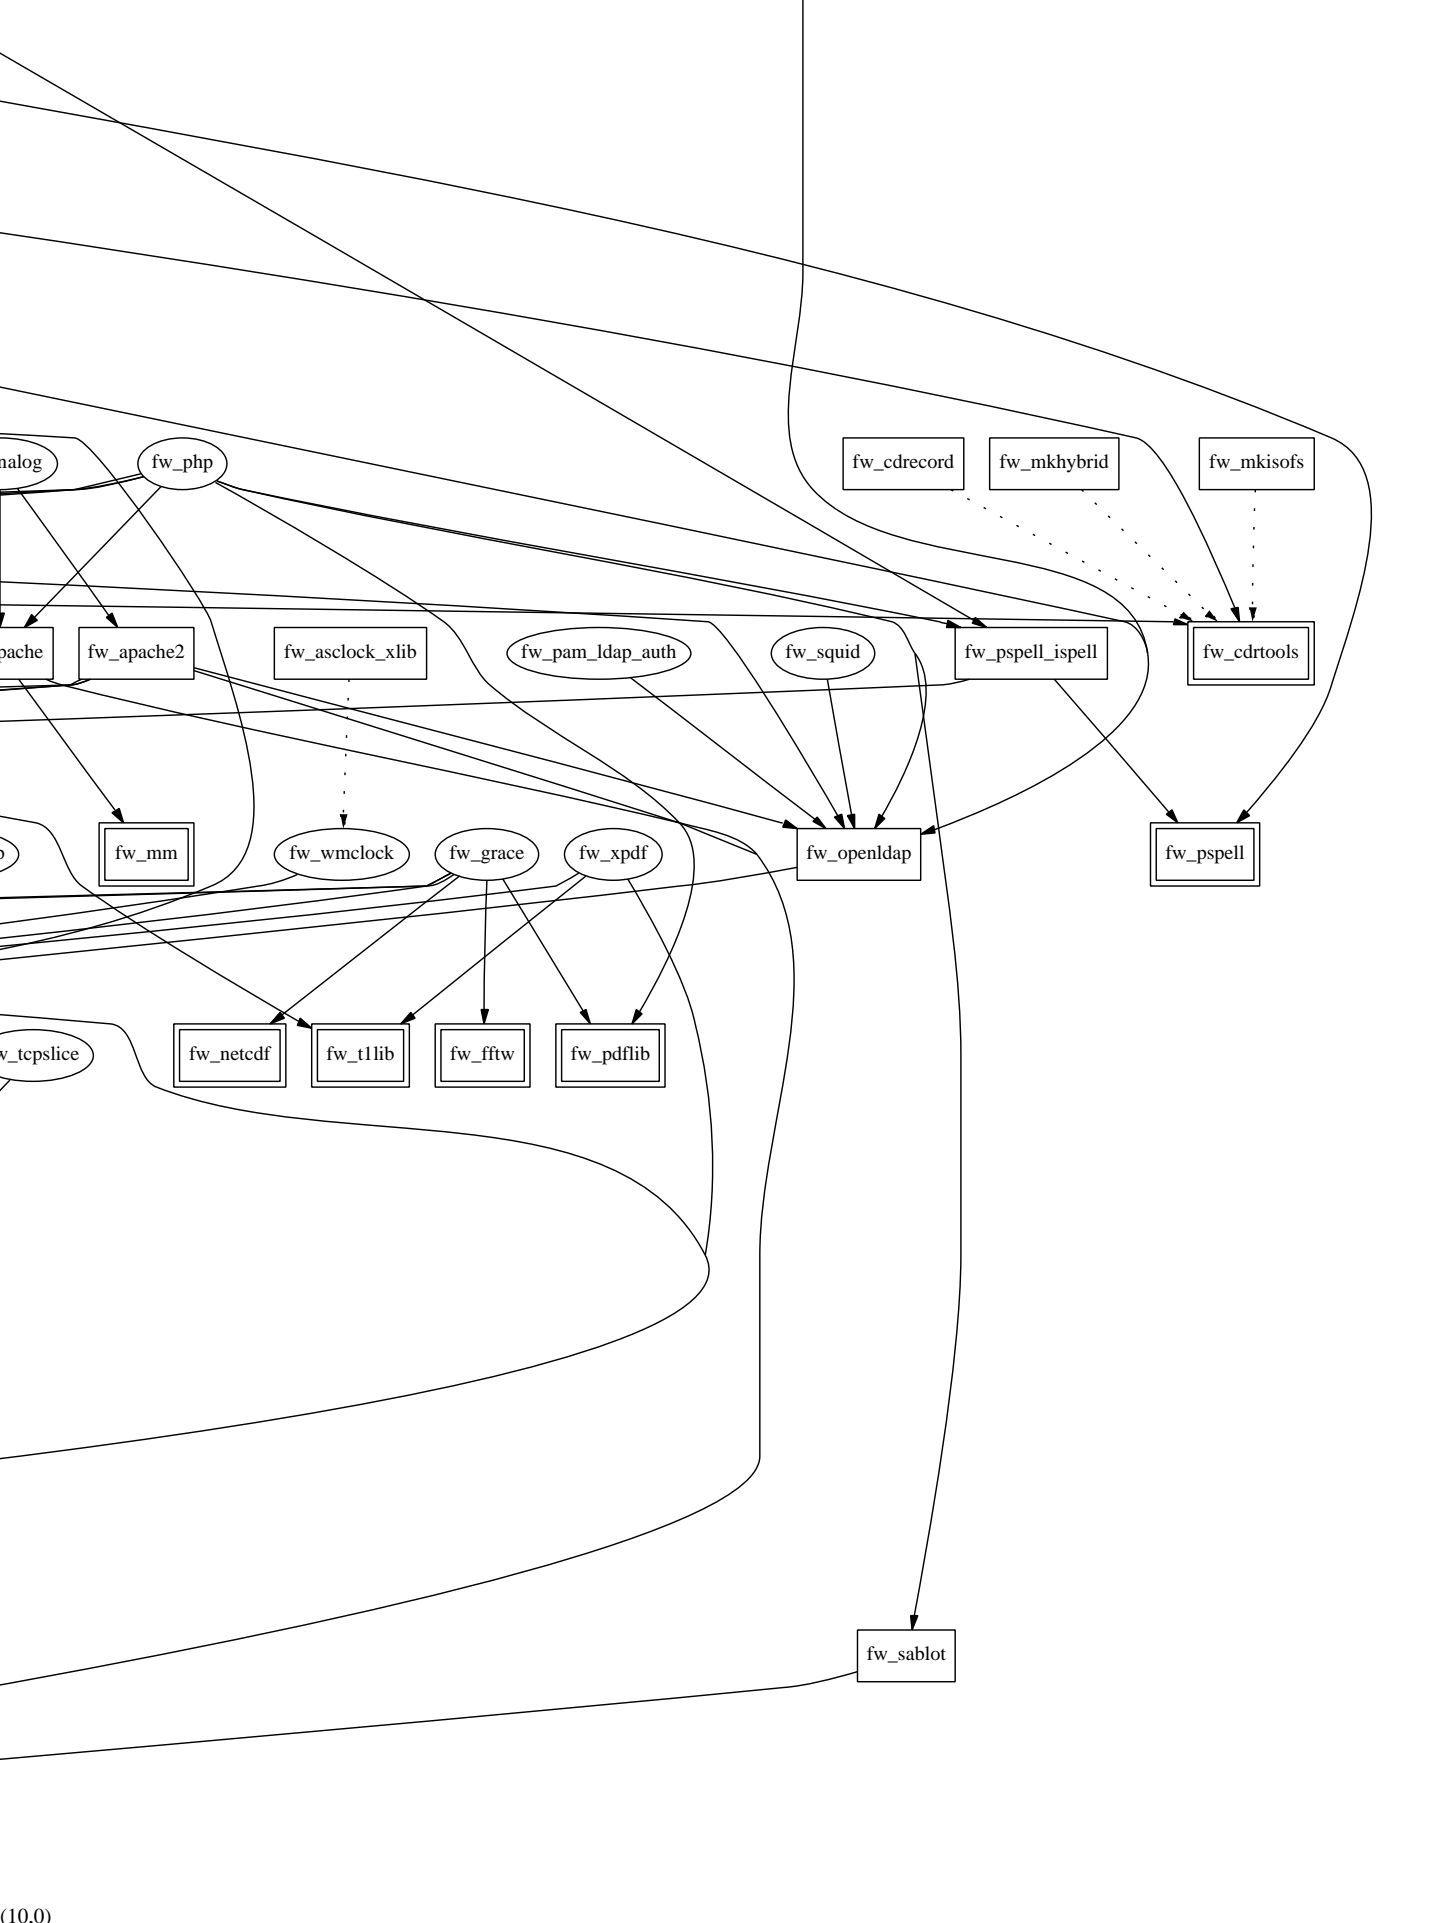 nalog
fw_php
fw_cdrecord
fw_mkhybrid
fw_mkisofs
pache
fw_apache2
fw_asclock_xlib
fw_pam_ldap_auth
fw_squid
fw_pspell_ispell
fw_cdrtools
fw_mm
fw_wmclock
fw_grace
fw_xpdf
fw_openldap
fw_pspell
w_tcpslice
fw_netcdf
fw_t1lib
fw_fftw
fw_pdflib
fw_sablot
(10,0)